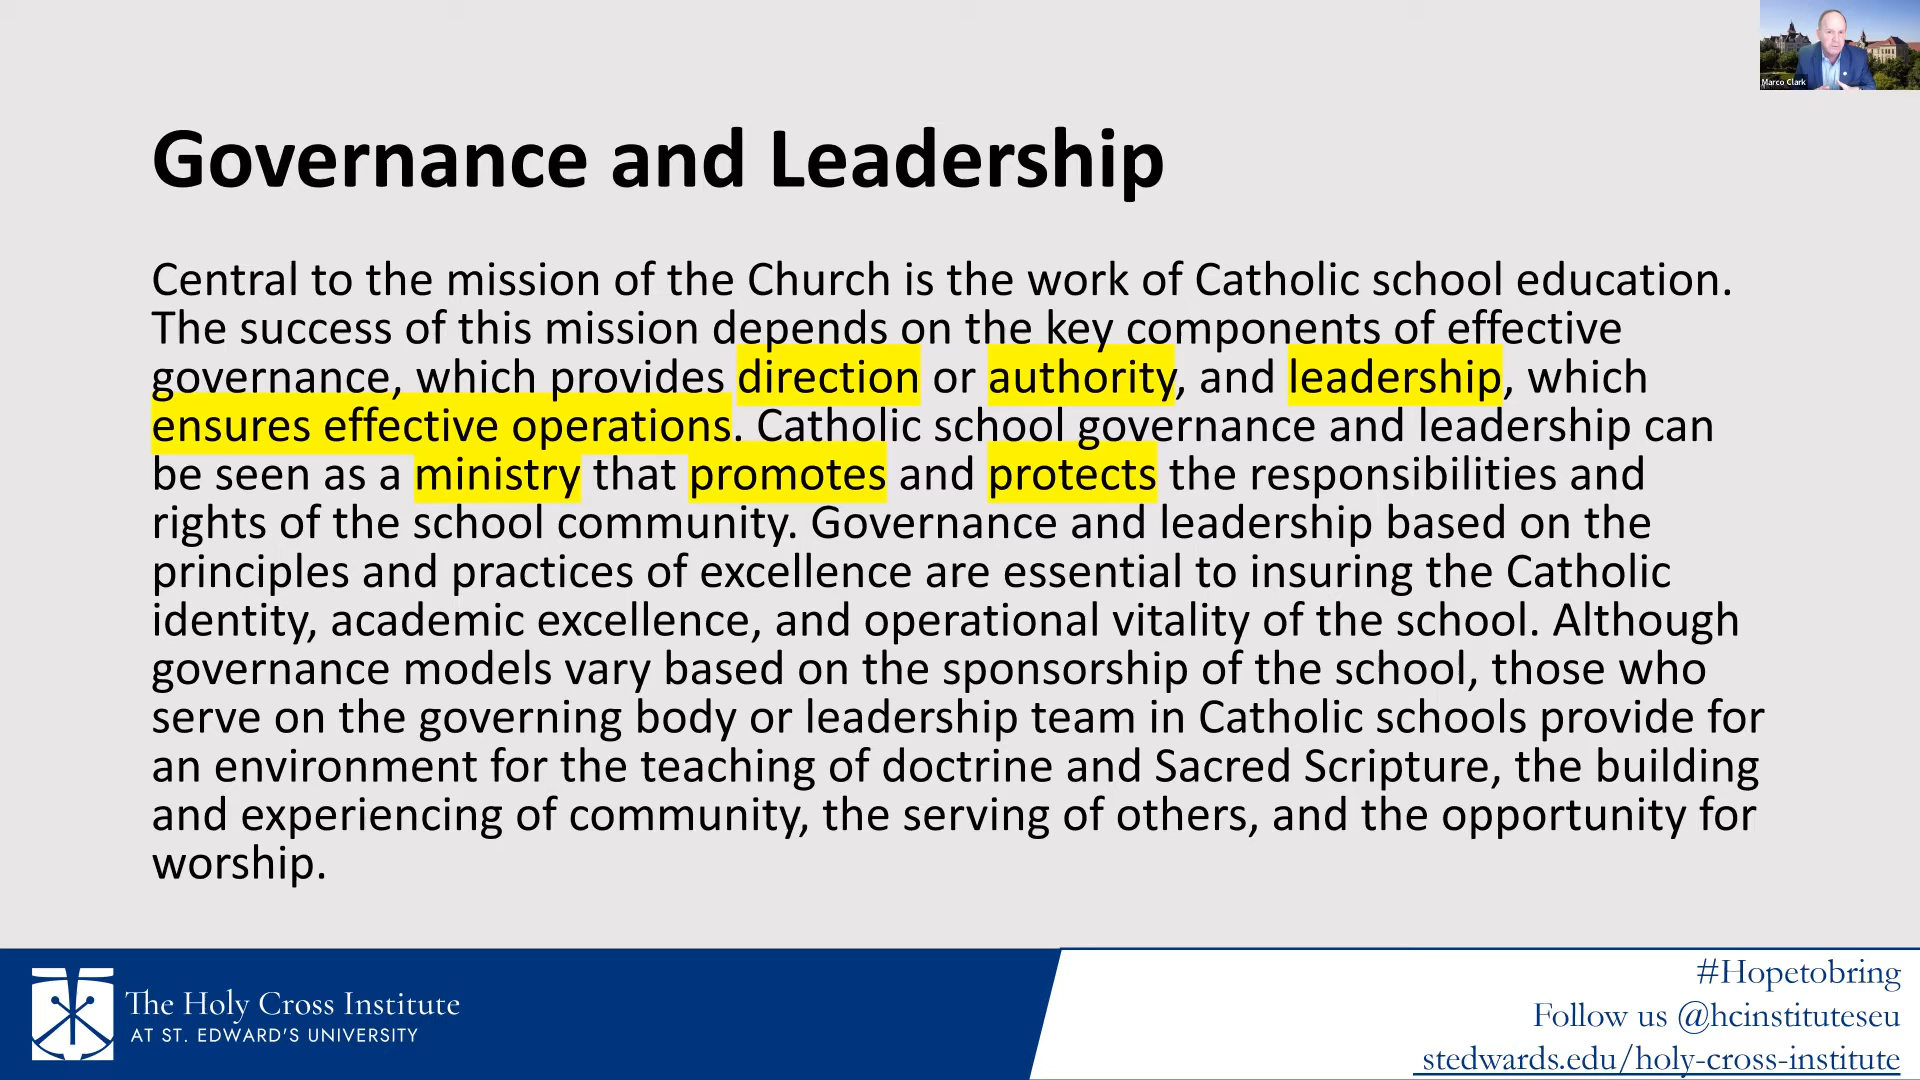 Marco Clark
Governance and Leadership
Central to the mission of the Church is the work of Catholic school education.
The success of this mission depends on the key components of effective
governance, which provides direction or authority, and leadership, which
ensures effective operations. Catholic school governance and leadership can
be seen as a ministry that promotes and protects the responsibilities and
rights of the school community. Governance and leadership based on the
principles and practices of excellence are essential to insuring the Catholic
identity, academic excellence, and operational vitality of the school. Although
governance models vary based on the sponsorship of the school, those who
serve on the governing body or leadership team in Catholic schools provide for
an environment for the teaching of doctrine and Sacred Scripture, the building
and experiencing of community, the serving of others, and the opportunity for
worship.
The Holy Cross Institute
AT ST. EDWARD'S UNIVERSITY
#Hopetobring
Follow us @hcinstituteseu
stedwards.edu/holy-cross-institute